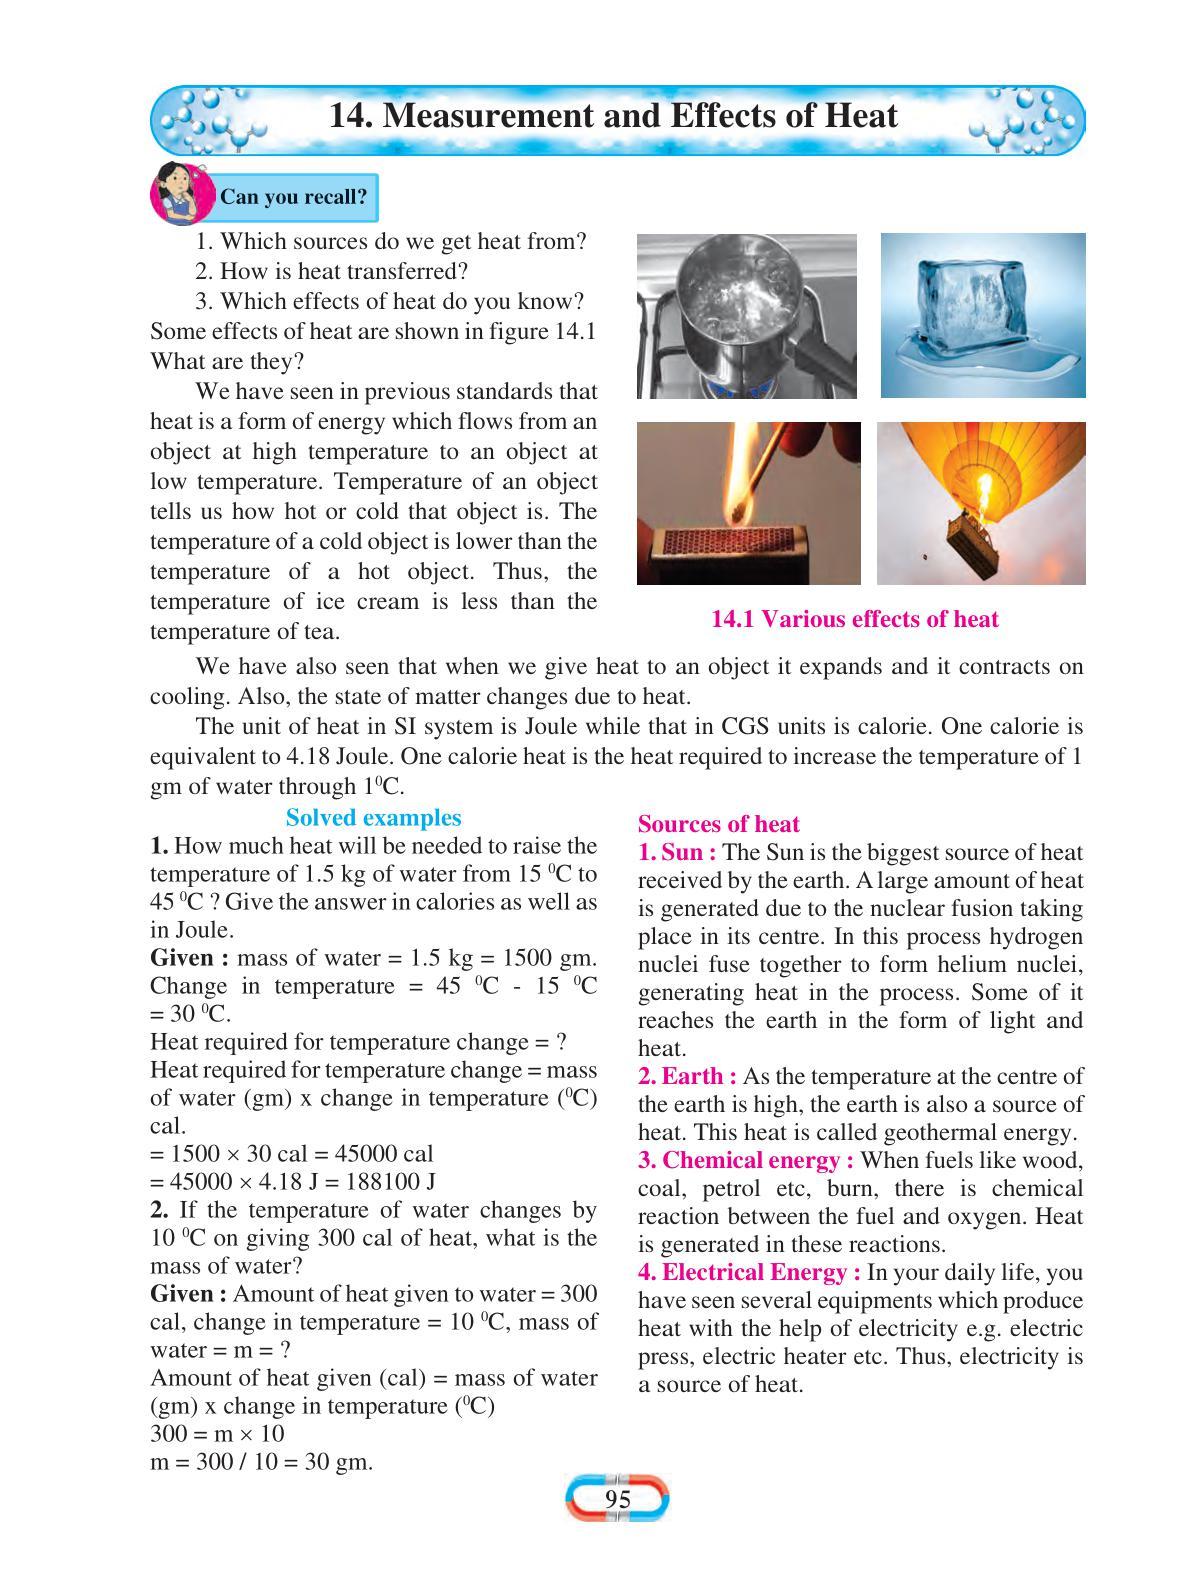 14. Measurement and Effects of Heat
Can you recall?
1. Which sources do we get heat from?
2. How is heat transferred?
3. Which effects of heat do you know?
Some effects of heat are shown in figure 14.1
What are they?
We have seen in previous standards that
heat is a form of energy which flows from an
object at high temperature to an object at
low temperature. Temperature of an object
tells us how hot or cold that object is. The
temperature of a cold object is lower than the
temperature of a hot object. Thus, the
temperature of ice cream is less than the
temperature of tea.
14.1 Various effects of heat
We have also seen that when we give heat to an object it expands and it contracts on
cooling. Also, the state of matter changes due to heat.
The unit of heat in SI system is Joule while that in CGS units is calorie. One calorie is
equivalent to 4.18 Joule. One calorie heat is the heat required to increase the temperature of 1
gm of water through 1⁰C.
Solved examples
1. How much heat will be needed to raise the
temperature of 1.5 kg of water from 15 ⁰C to
45 ⁰C ? Give the answer in calories as well as
in Joule.
Given : mass of water = 1.5 kg = 1500 gm.
Change in temperature = 45 ⁰C - 15 ⁰C
= 30 ⁰C.
Heat required for temperature change = ?
Heat required for temperature change = mass
of water (gm) x change in temperature (⁰C)
cal.
= 1500 × 30 cal = 45000 cal
= 45000 × 4.18 J = 188100 J
2. If the temperature of water changes by
10 ⁰C on giving 300 cal of heat, what is the
mass of water?
Given : Amount of heat given to water = 300
cal, change in temperature = 10 ⁰C, mass of
water = m = ?
Amount of heat given (cal) = mass of water
(gm) x change in temperature (⁰C)
300 = m × 10
m = 300 / 10 = 30 gm.
Sources of heat
1. Sun : The Sun is the biggest source of heat
received by the earth. A large amount of heat
is generated due to the nuclear fusion taking
place in its centre. In this process hydrogen
nuclei fuse together to form helium nuclei,
generating heat in the process. Some of it
reaches the earth in the form of light and
heat.
2. Earth : As the temperature at the centre of
the earth is high, the earth is also a source of
heat. This heat is called geothermal energy.
3. Chemical energy : When fuels like wood,
coal, petrol etc, burn, there is chemical
reaction between the fuel and oxygen. Heat
is generated in these reactions.
4. Electrical Energy : In your daily life, you
have seen several equipments which produce
heat with the help of electricity e.g. electric
press, electric heater etc. Thus, electricity is
a source of heat.
95